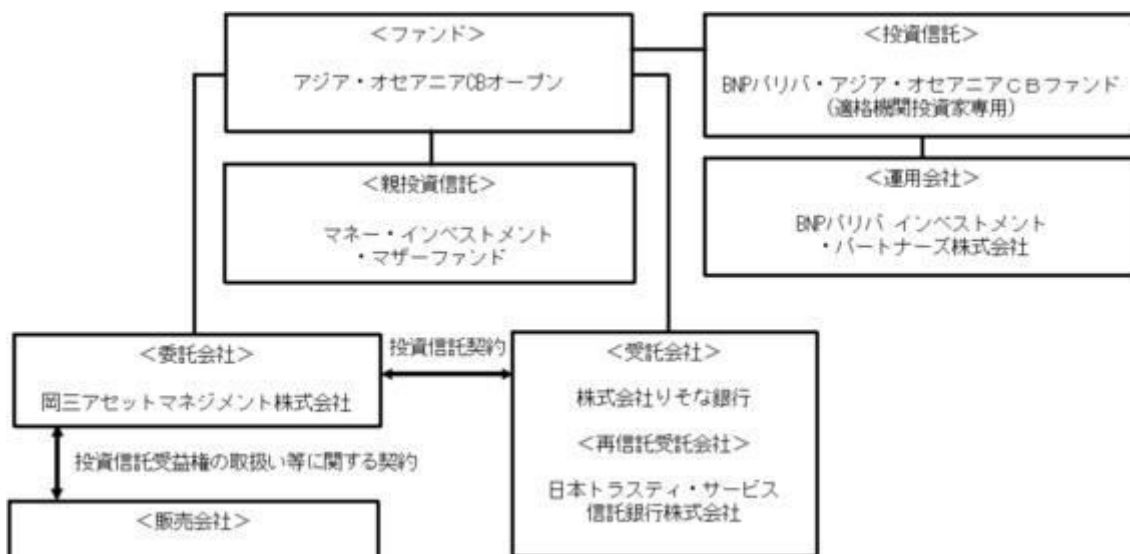 ＜ファンド＞
アジア・オセアニアCBオープン
＜投資信託＞
BNPパリバ・アジア・オセアニアＣＢファンド
(適格機関投資家専用)
＜親投資信託＞
マネー・インベストメント
・マザーファンド
＜運用会社＞
BNPパリバ インベストメント
・パートナーズ株式会社
＜委託会社＞
岡三アセットマネジメント株式会社
投資信託契約
＜受託会社＞
株式会社りそな銀行
＜再信託受託会社＞
日本トラスティ・サービス
信託銀行株式会社
投資信託受益権の取扱い等に関する契約
＜販売会社＞